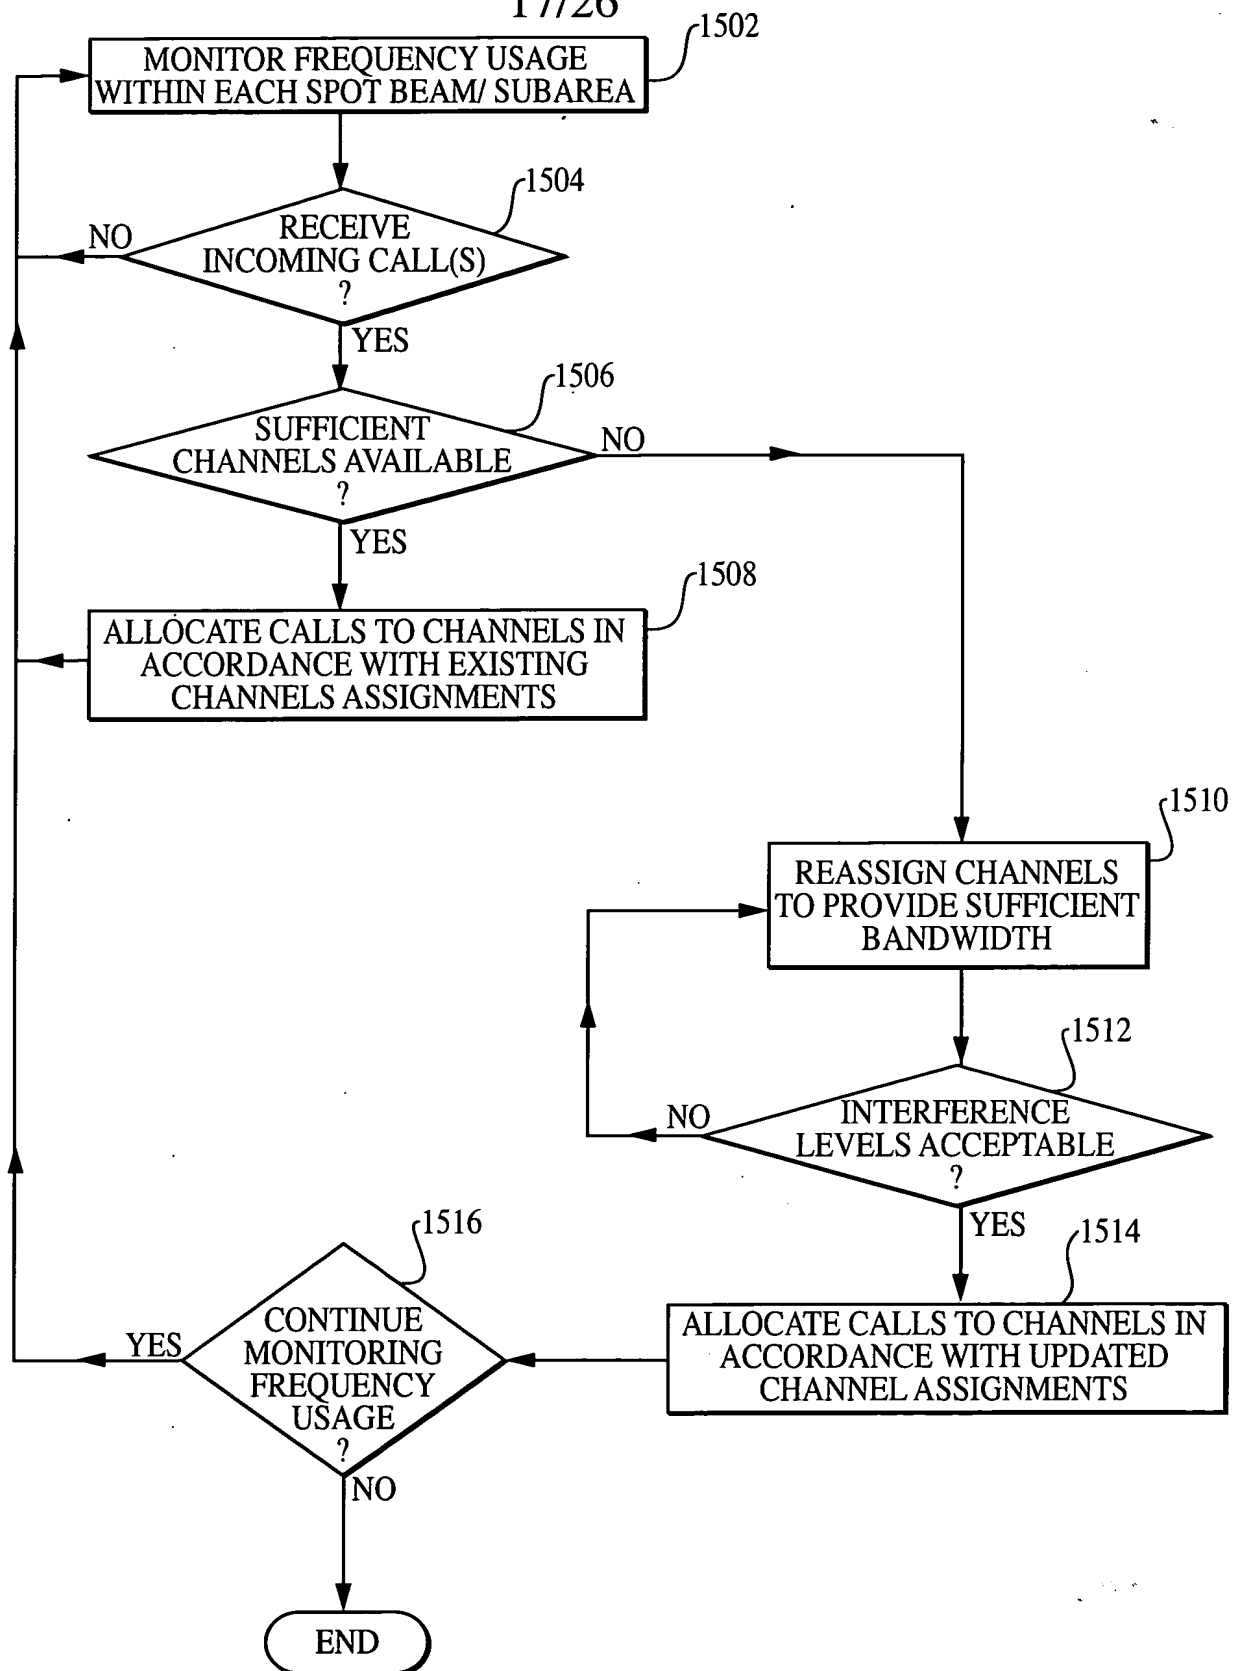 17/26
1502
MONITOR FREQUENCY USAGE
WITHIN EACH SPOT BEAM/ SUBAREA
1504
RECEIVE
INCOMING CALL(S)
?
NO
YES
1506
SUFFICIENT
CHANNELS AVAILABLE
?
NO
YES
1508
ALLOCATE CALLS TO CHANNELS IN
ACCORDANCE WITH EXISTING
CHANNELS ASSIGNMENTS
1510
REASSIGN CHANNELS
TO PROVIDE SUFFICIENT
BANDWIDTH
1512
INTERFERENCE
LEVELS ACCEPTABLE
?
NO
YES
1514
ALLOCATE CALLS TO CHANNELS IN
ACCORDANCE WITH UPDATED
CHANNEL ASSIGNMENTS
1516
CONTINUE
MONITORING
FREQUENCY
USAGE
?
YES
NO
END